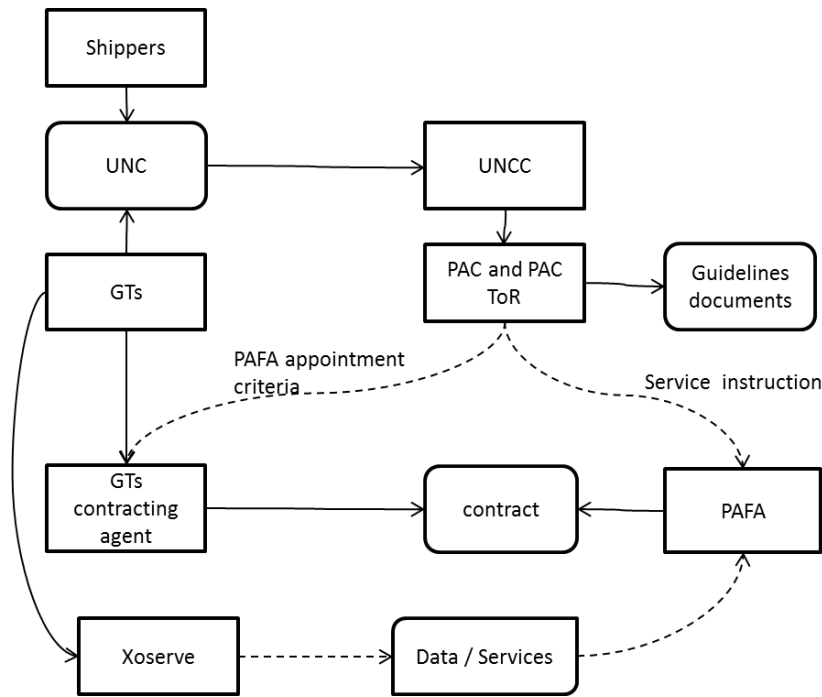 Shippers
UNC
UNCC
GTs
PAC and PAC
ToR
Guidelines
documents
PAFA appointment
criteria
Service instruction
GTs
contracting
agent
contract
PAFA
Xoserve
Data / Services